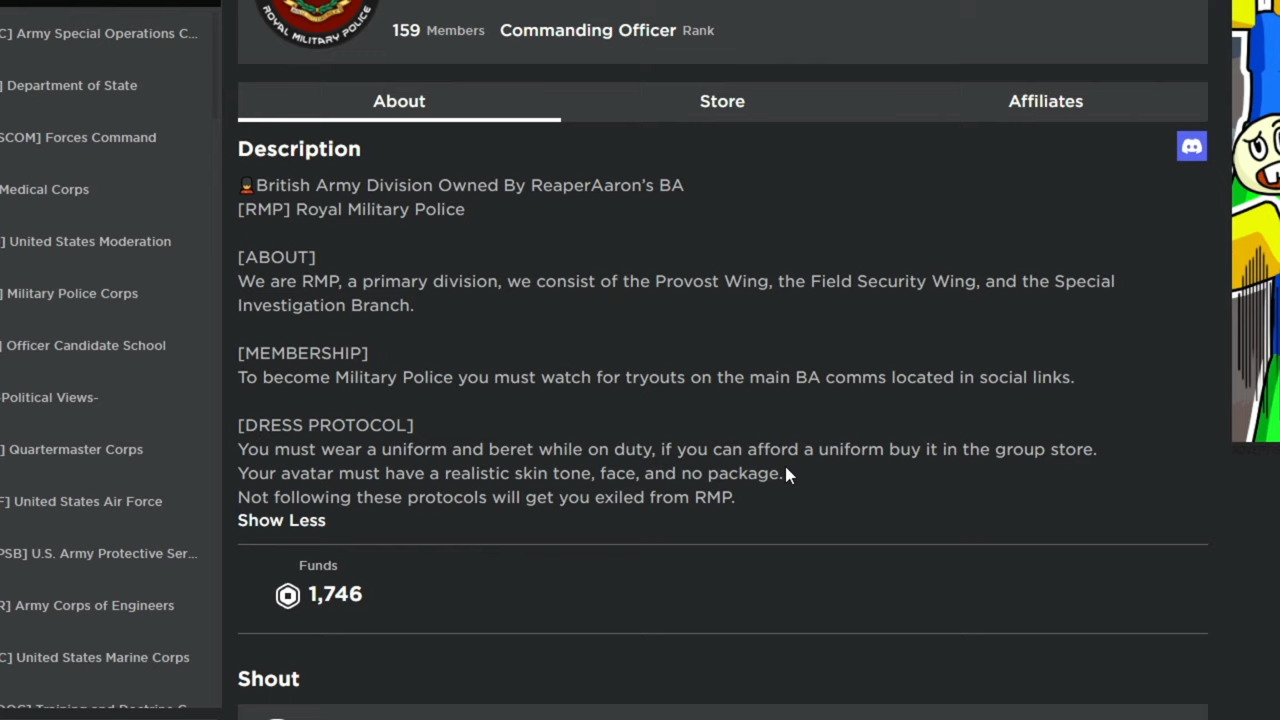 ROYAL MILITARY POLICE
159 Members Commanding Officer Rank
About Store Affiliates
C] Army Special Operations C...
] Department of State
SCOM] Forces Command
Medical Corps
] United States Moderation
] Military Police Corps
] Officer Candidate School
-Political Views-
] Quartermaster Corps
F] United States Air Force
PSB] U.S. Army Protective Ser...
R] Army Corps of Engineers
C] United States Marine Corps
Description
British Army Division Owned By ReaperAaron's BA
[RMP] Royal Military Police
[ABOUT]
We are RMP, a primary division, we consist of the Provost Wing, the Field Security Wing, and the Special
Investigation Branch.
[MEMBERSHIP]
To become Military Police you must watch for tryouts on the main BA comms located in social links.
[DRESS PROTOCOL]
You must wear a uniform and beret while on duty, if you can afford a uniform buy it in the group store.
Your avatar must have a realistic skin tone, face, and no package.
Not following these protocols will get you exiled from RMP.
Show Less
Funds
1,746
Shout